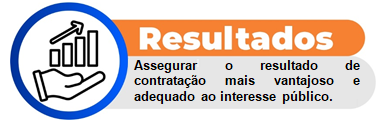 Resultados
Assegurar o resultado de
contratação mais vantajoso e
adequado ao interesse público.